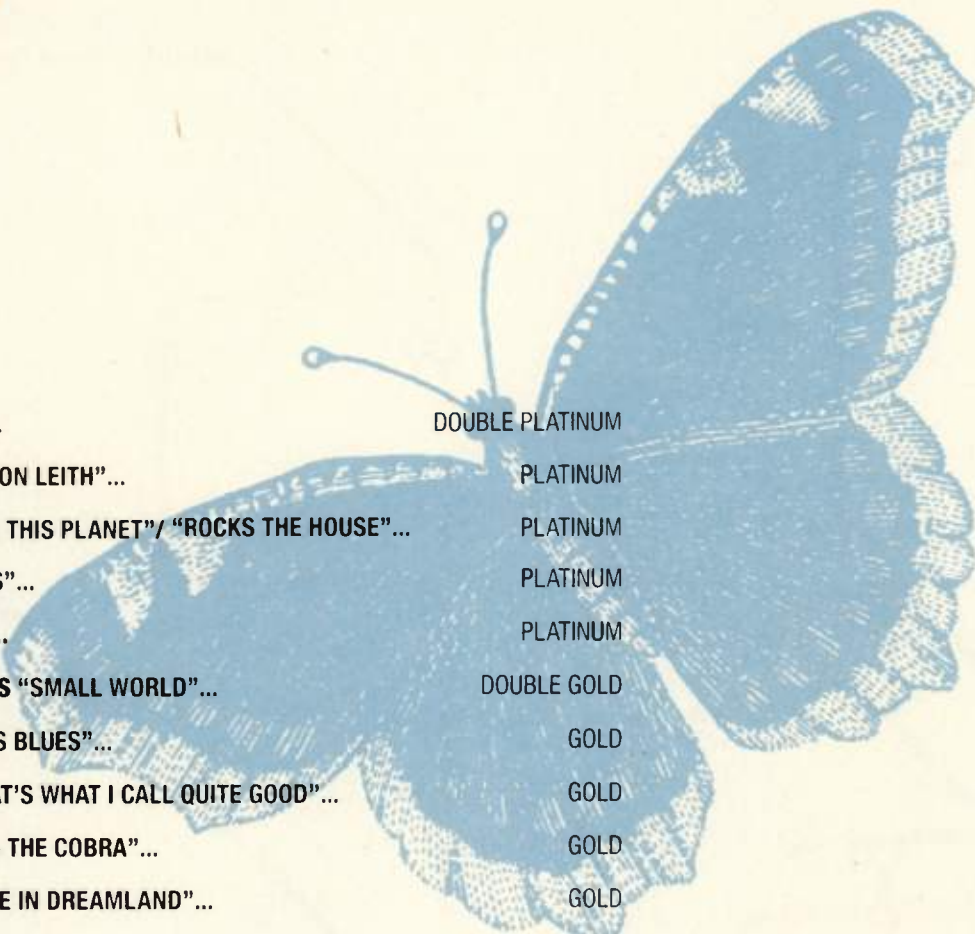 ... DOUBLE PLATINUM
ON LEITH"... PLATINUM
THIS PLANET"/ "ROCKS THE HOUSE"... PLATINUM
S"... PLATINUM
... PLATINUM
S "SMALL WORLD"... DOUBLE GOLD
S BLUES"... GOLD
AT'S WHAT I CALL QUITE GOOD"... GOLD
THE COBRA"... GOLD
E IN DREAMLAND"... GOLD